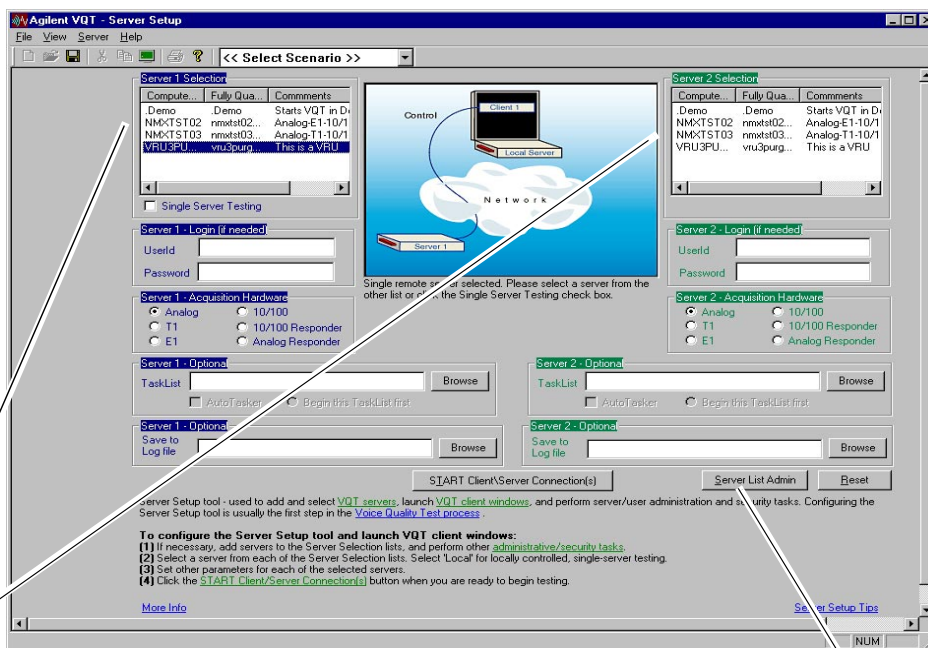 Agilent VQT - Server Setup
File View Server Help
<< Select Scenario >>
Server 1 Selection
Compute... Fully Qua... Commments
.Demo .Demo Starts VQT in D
NMXTST02 nmxtst02... Analog-E1-10/1
NMXTST03 nmxtst03... Analog-T1-10/1
VRU3PU... vru3purg... This is a VRU
Single Server Testing
Control
Client 1
Local Server
Network
Server 1
Single remote server selected. Please select a server from the
other list or click the Single Server Testing check box.
Server 2 Selection
Compute... Fully Qua... Commments
.Demo .Demo Starts VQT in D
NMXTST02 nmxtst02... Analog-E1-10/1
NMXTST03 nmxtst03... Analog-T1-10/1
VRU3PU... vru3purg... This is a VRU
Server 1 - Login (if needed)
UserId
Password
Server 2 - Login (if needed)
UserId
Password
Server 1 - Acquisition Hardware
Analog 10/100
T1 10/100 Responder
E1 Analog Responder
Server 2 - Acquisition Hardware
Analog 10/100
T1 10/100 Responder
E1 Analog Responder
Server 1 - Optional
TaskList Browse
AutoTasker Begin this TaskList first
Server 2 - Optional
TaskList Browse
AutoTasker Begin this TaskList first
Server 1 - Optional
Save to
Log file Browse
Server 2 - Optional
Save to
Log file Browse
START Client\Server Connection(s) Server List Admin Reset
Server Setup tool - used to add and select VQT servers, launch VQT client windows, and perform server/user administration and security tasks. Configuring the
Server Setup tool is usually the first step in the Voice Quality Test process .
To configure the Server Setup tool and launch VQT client windows:
(1) If necessary, add servers to the Server Selection lists, and perform other administrative/security tasks.
(2) Select a server from each of the Server Selection lists. Select 'Local' for locally controlled, single-server testing.
(3) Set other parameters for each of the selected servers.
(4) Click the START Client/Server Connection(s) button when you are ready to begin testing.
More Info Server Setup Tips
NUM